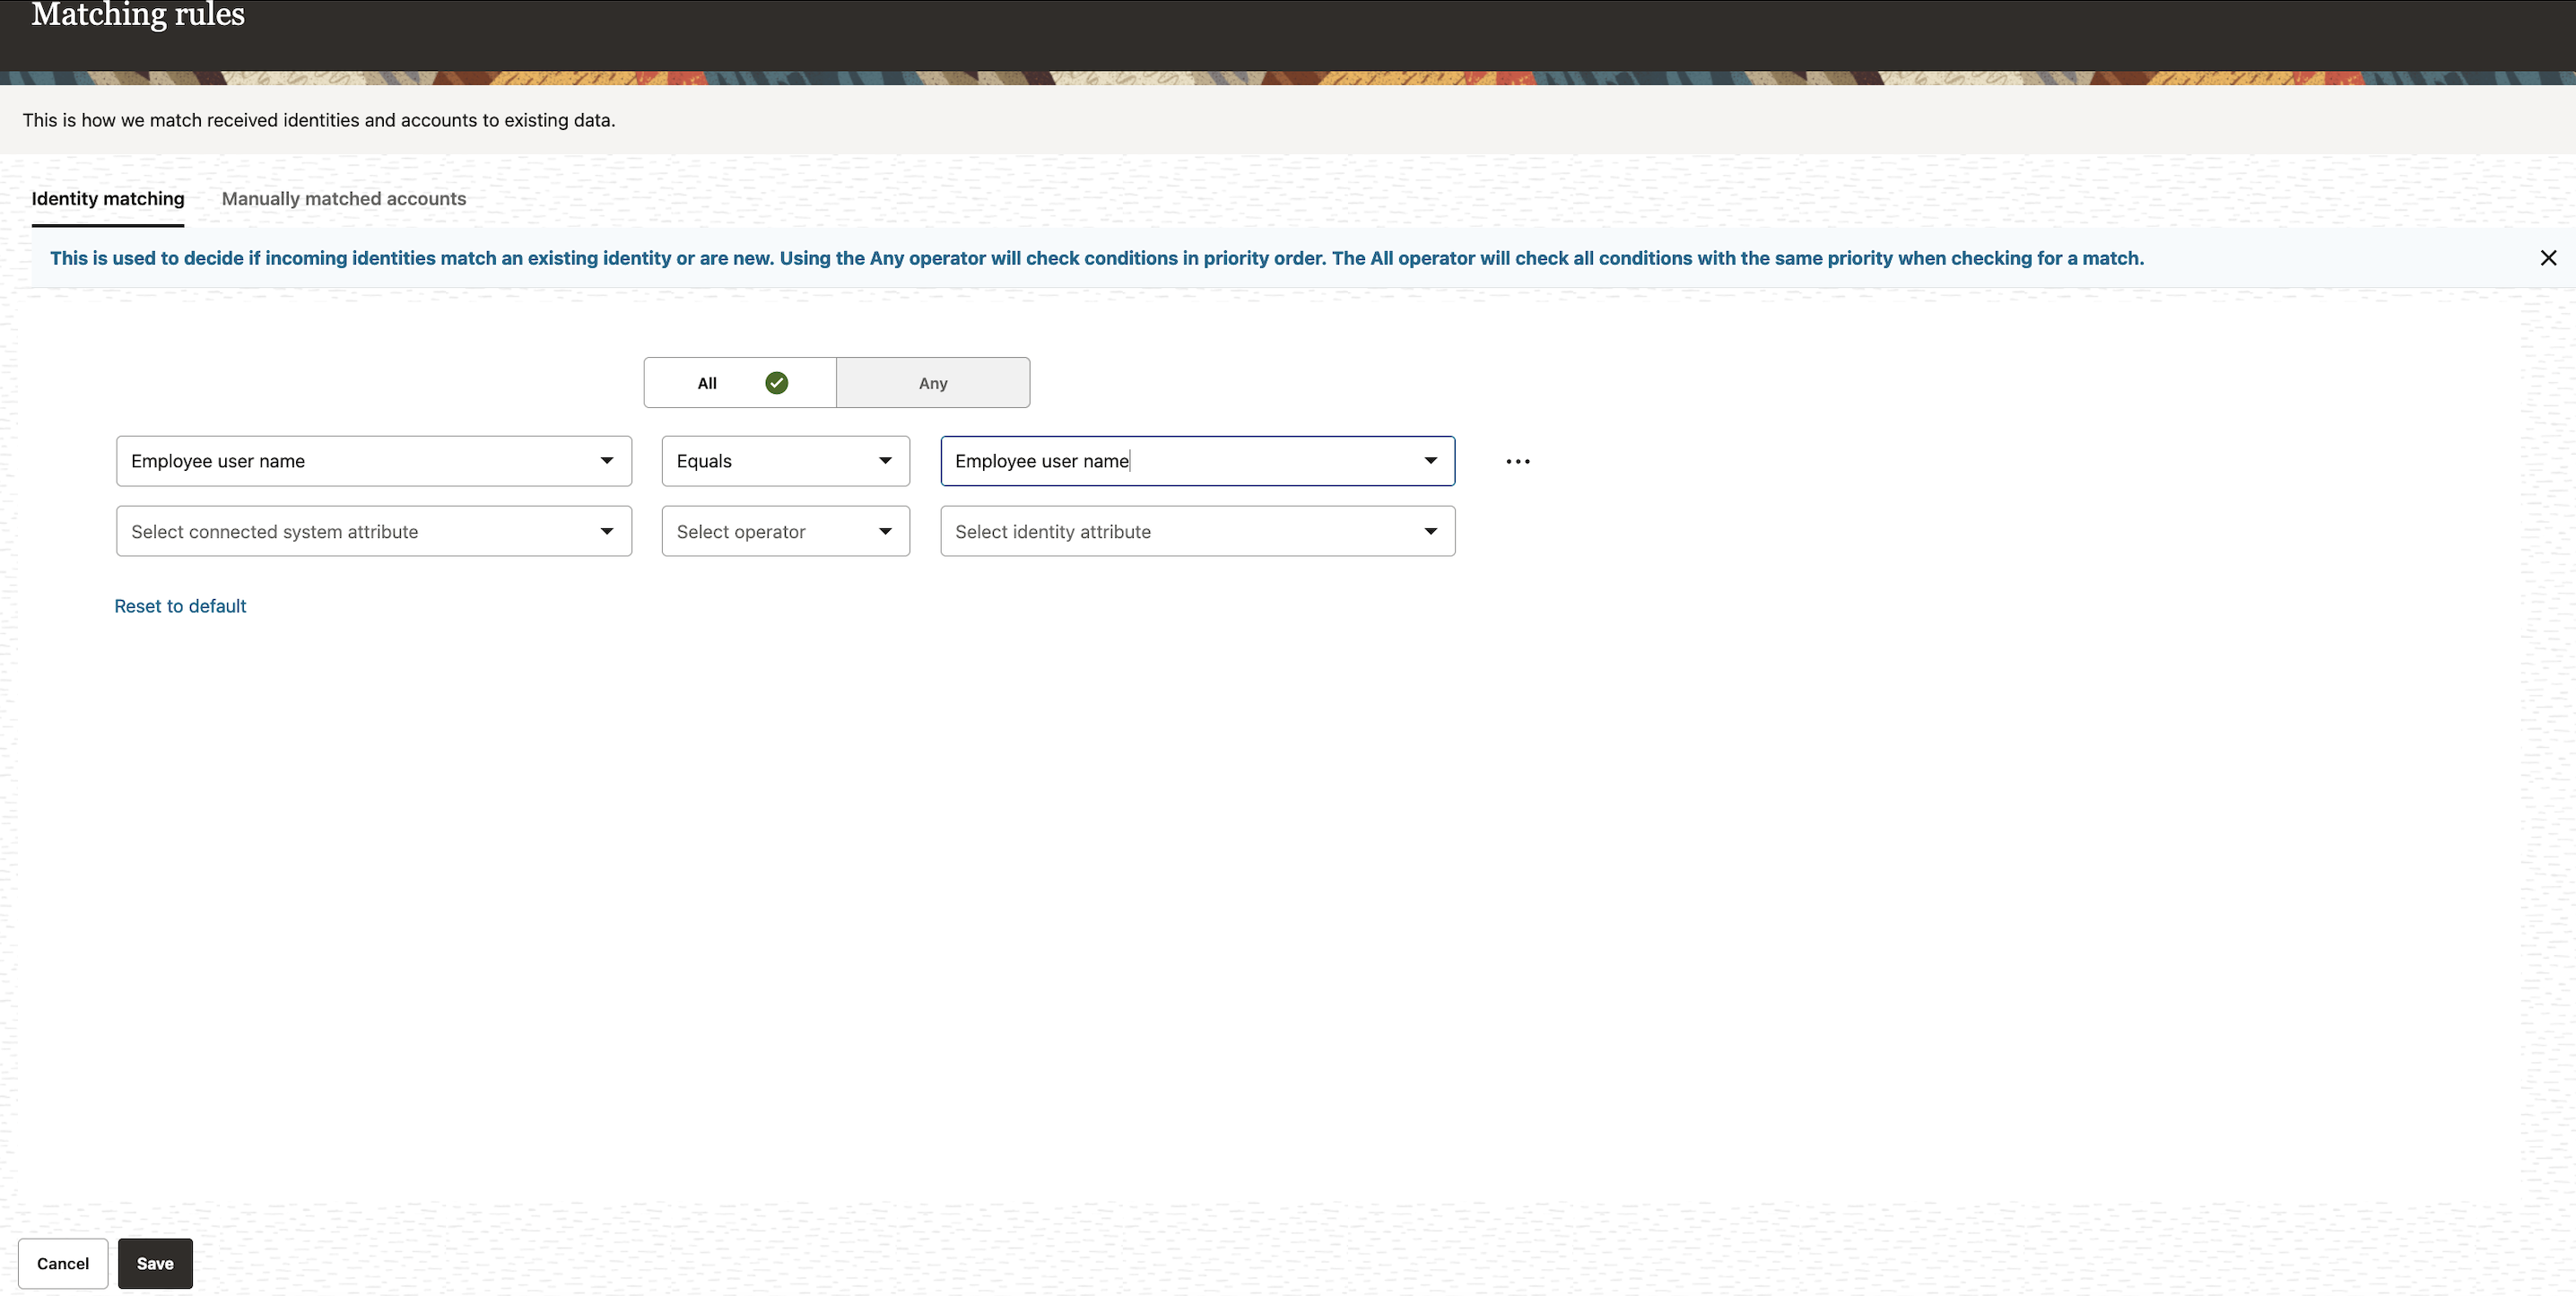 Matching rules
This is how we match received identities and accounts to existing data.
Identity matching
Manually matched accounts
This is used to decide if incoming identities match an existing identity or are new. Using the Any operator will check conditions in priority order. The All operator will check all conditions with the same priority when checking for a match.
All
Any
Employee user name
Equals
Employee user name
Select connected system attribute
Select operator
Select identity attribute
Reset to default
Cancel
Save